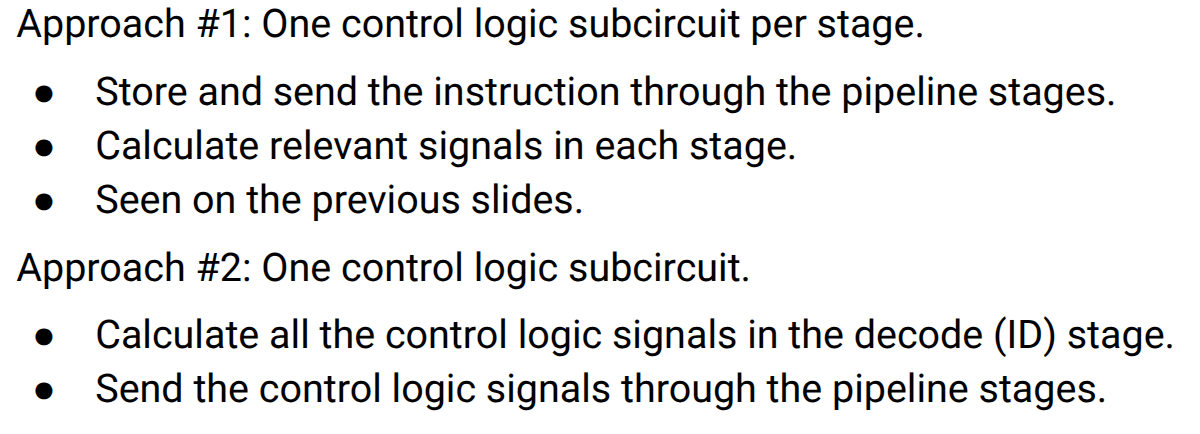 Approach #1: One control logic subcircuit per stage.
● Store and send the instruction through the pipeline stages.
● Calculate relevant signals in each stage.
● Seen on the previous slides.
Approach #2: One control logic subcircuit.
● Calculate all the control logic signals in the decode (ID) stage.
● Send the control logic signals through the pipeline stages.